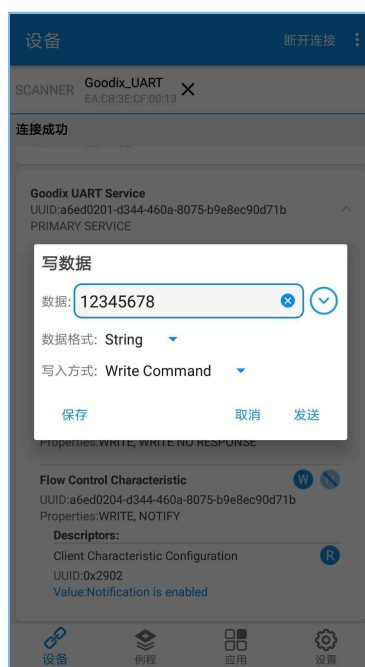 设备 断开连接
SCANNER Goodix_UART
EA:CB:3E:CF:00:13
连接成功
Goodix UART Service
UUID:a6ed0201-d344-460a-8075-b9e8ec90d71b
PRIMARY SERVICE
写数据
数据: 12345678
数据格式: String
写入方式: Write Command
保存 取消 发送
Properties:WRITE, WRITE NO RESPONSE
Flow Control Characteristic W N
UUID:a6ed0204-d344-460a-8075-b9e8ec90d71b
Properties:WRITE, NOTIFY
Descriptors:
Client Characteristic Configuration R
UUID:0x2902
Value:Notification is enabled
设备 例程 应用 设置